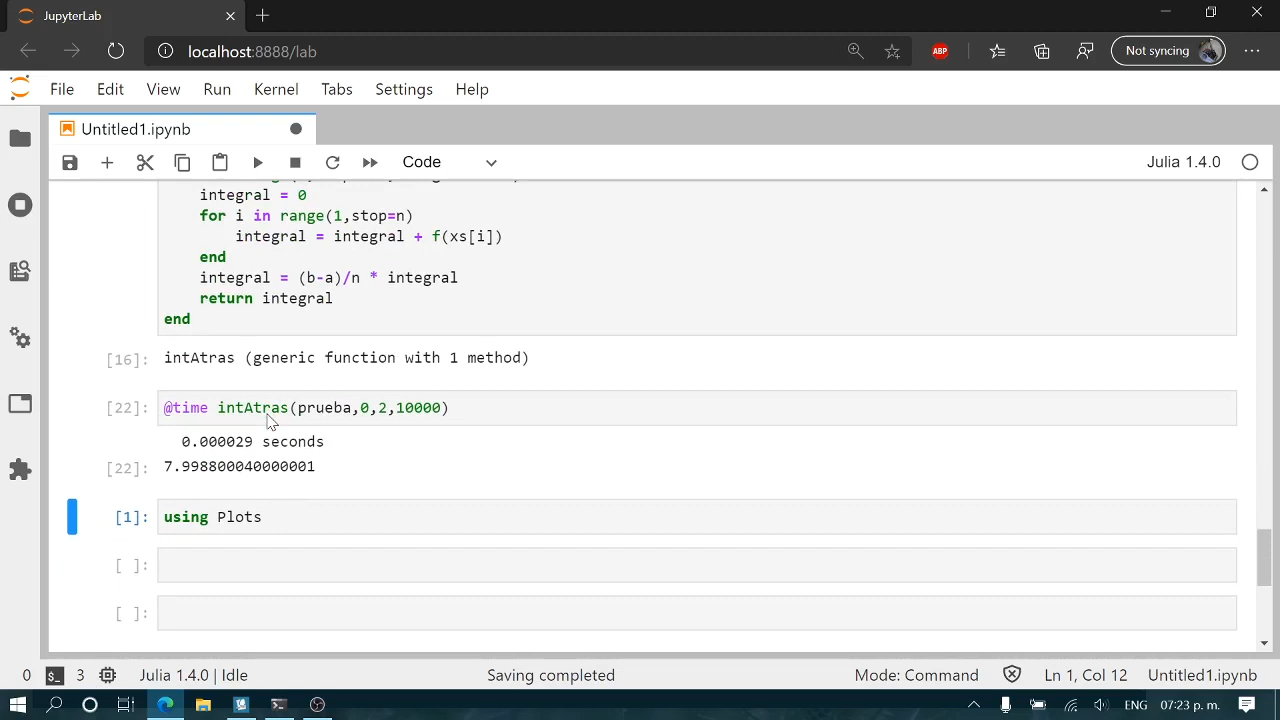 JupyterLab
localhost:8888/lab
ABP
Not syncing
File Edit View Run Kernel Tabs Settings Help
Untitled1.ipynb
Code
Julia 1.4.0
integral = 0
for i in range(1,stop=n)
integral = integral + f(xs[i])
end
integral = (b-a)/n * integral
return integral
end
[16]: intAtras (generic function with 1 method)
[22]: @time intAtras(prueba,0,2,10000)
0.000029 seconds
[22]: 7.998800040000001
[1]: using Plots
[ ]:
[ ]:
0 3 Julia 1.4.0 | Idle Saving completed Mode: Command Ln 1, Col 12 Untitled1.ipynb
ENG 07:23 p. m.